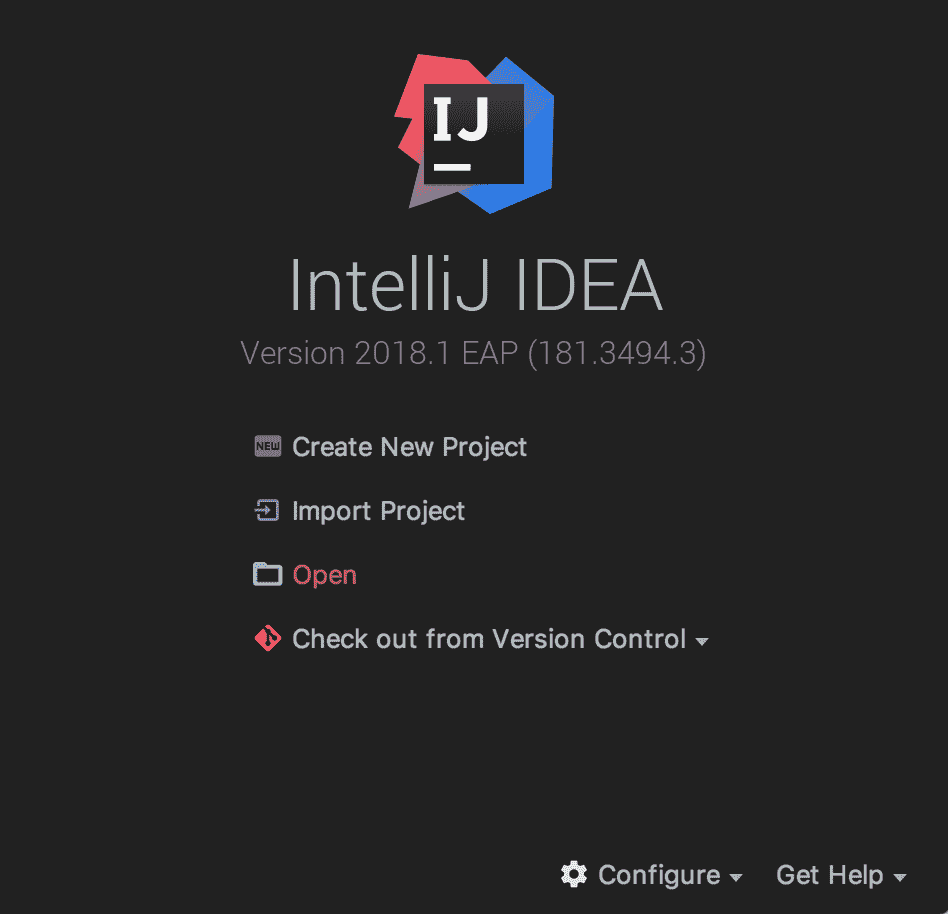 IJ
IntelliJ IDEA
Version 2018.1 EAP (181.3494.3)
NEW Create New Project
Import Project
Open
Check out from Version Control
Configure Get Help